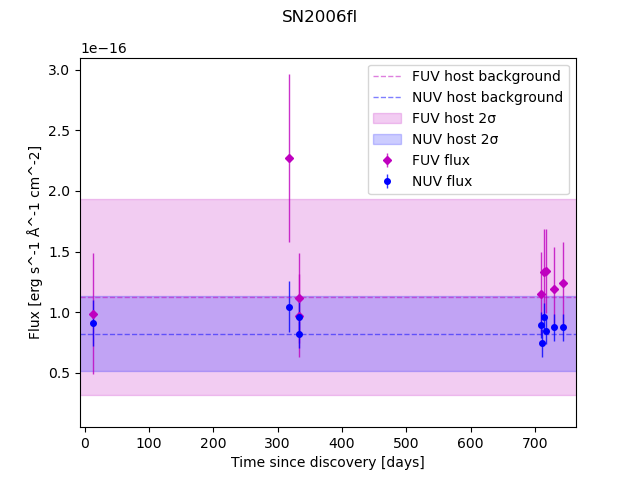 SN2006fl
1e−16
3.0
2.5
2.0
1.5
1.0
0.5
Flux [erg s^-1 Å^-1 cm^-2]
FUV host background
NUV host background
FUV host 2σ
NUV host 2σ
FUV flux
NUV flux
0 100 200 300 400 500 600 700
Time since discovery [days]